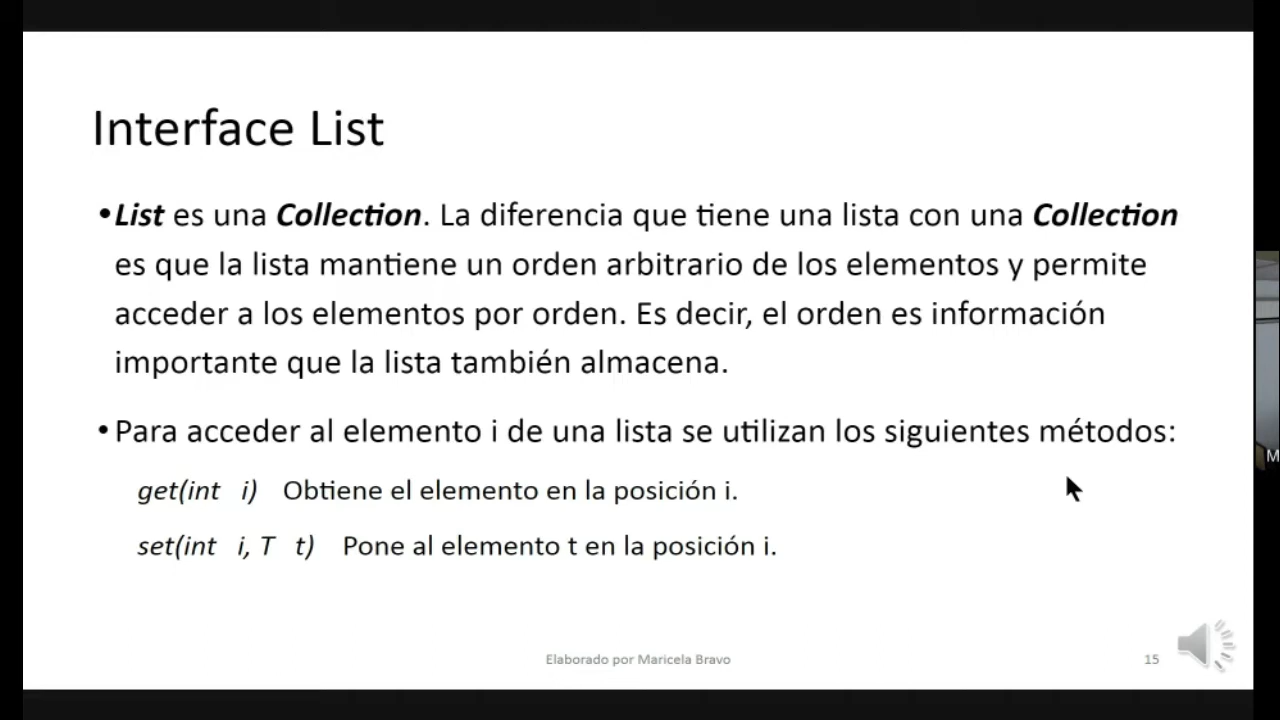 Interface List
•List es una Collection. La diferencia que tiene una lista con una Collection
es que la lista mantiene un orden arbitrario de los elementos y permite
acceder a los elementos por orden. Es decir, el orden es información
importante que la lista también almacena.
•Para acceder al elemento i de una lista se utilizan los siguientes métodos:
get(int i) Obtiene el elemento en la posición i.
set(int i, T t) Pone al elemento t en la posición i.
Elaborado por Maricela Bravo
15
M